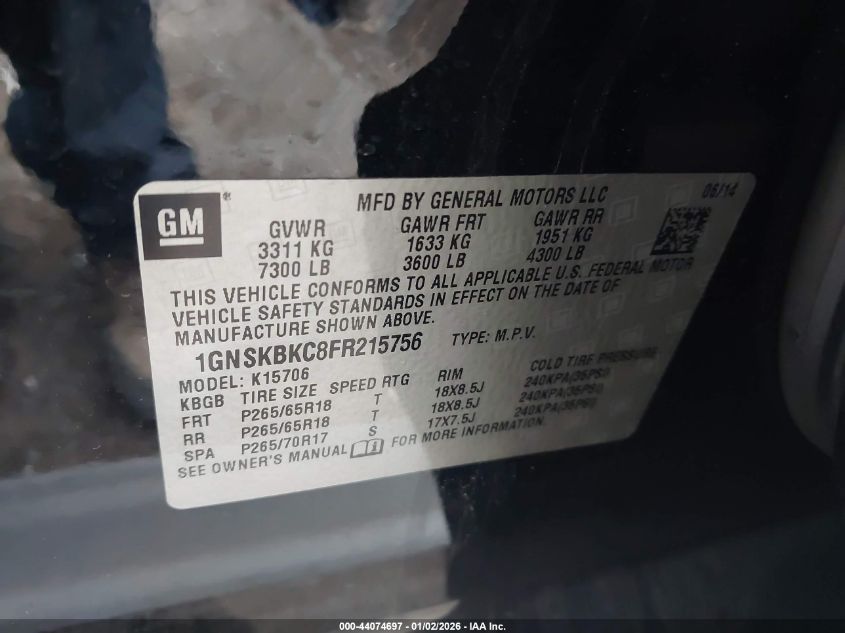 MFD BY GENERAL MOTORS LLC 06/14
GM®
GVWR GAWR FRT GAWR RR
3311 KG 1633 KG 1951 KG
7300 LB 3600 LB 4300 LB
THIS VEHICLE CONFORMS TO ALL APPLICABLE U.S. FEDERAL MOTOR
VEHICLE SAFETY STANDARDS IN EFFECT ON THE DATE OF
MANUFACTURE SHOWN ABOVE.
1GNSKBKC8FR215756 TYPE: M.P.V.
MODEL: K15706
KBGB TIRE SIZE SPEED RTG RIM COLD TIRE PRESSURE
FRT P265/65R18 T 18X8.5J 240KPA(35PSI)
RR P265/65R18 T 18X8.5J 240KPA(35PSI)
SPA P265/70R17 S 17X7.5J 240KPA(35PSI)
SEE OWNER'S MANUAL FOR MORE INFORMATION.
000-44074697 - 01/02/2026 - IAA Inc.